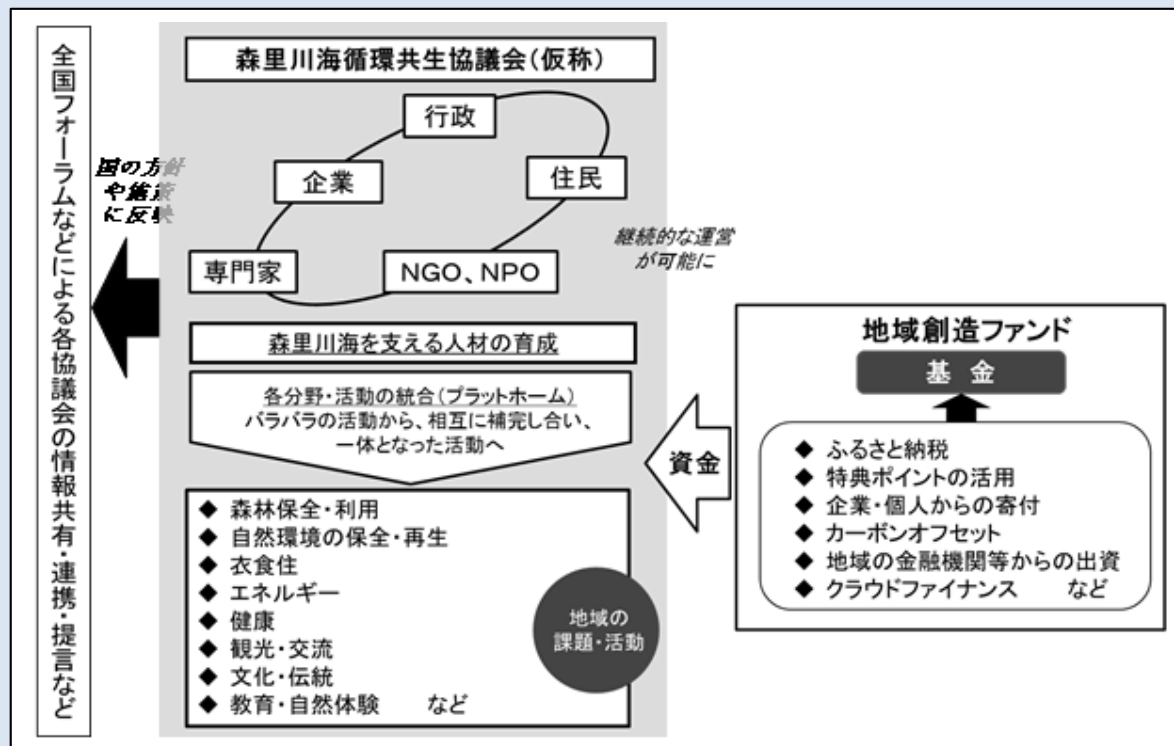 全国フォーラムなどによる各協議会の情報共有・連携・提言など
国の方針
や施策
に反映
森里川海循環共生協議会(仮称)
行政
企業
住民
専門家
NGO、NPO
継続的な運営
が可能に
森里川海を支える人材の育成
各分野・活動の統合(プラットホーム)
バラバラの活動から、相互に補完し合い、
一体となった活動へ
◆ 森林保全・利用
◆ 自然環境の保全・再生
◆ 衣食住
◆ エネルギー
◆ 健康
◆ 観光・交流
◆ 文化・伝統
◆ 教育・自然体験 など
地域の
課題・活動
資金
地域創造ファンド
基 金
◆ ふるさと納税
◆ 特典ポイントの活用
◆ 企業・個人からの寄付
◆ カーボンオフセット
◆ 地域の金融機関等からの出資
◆ クラウドファイナンス など